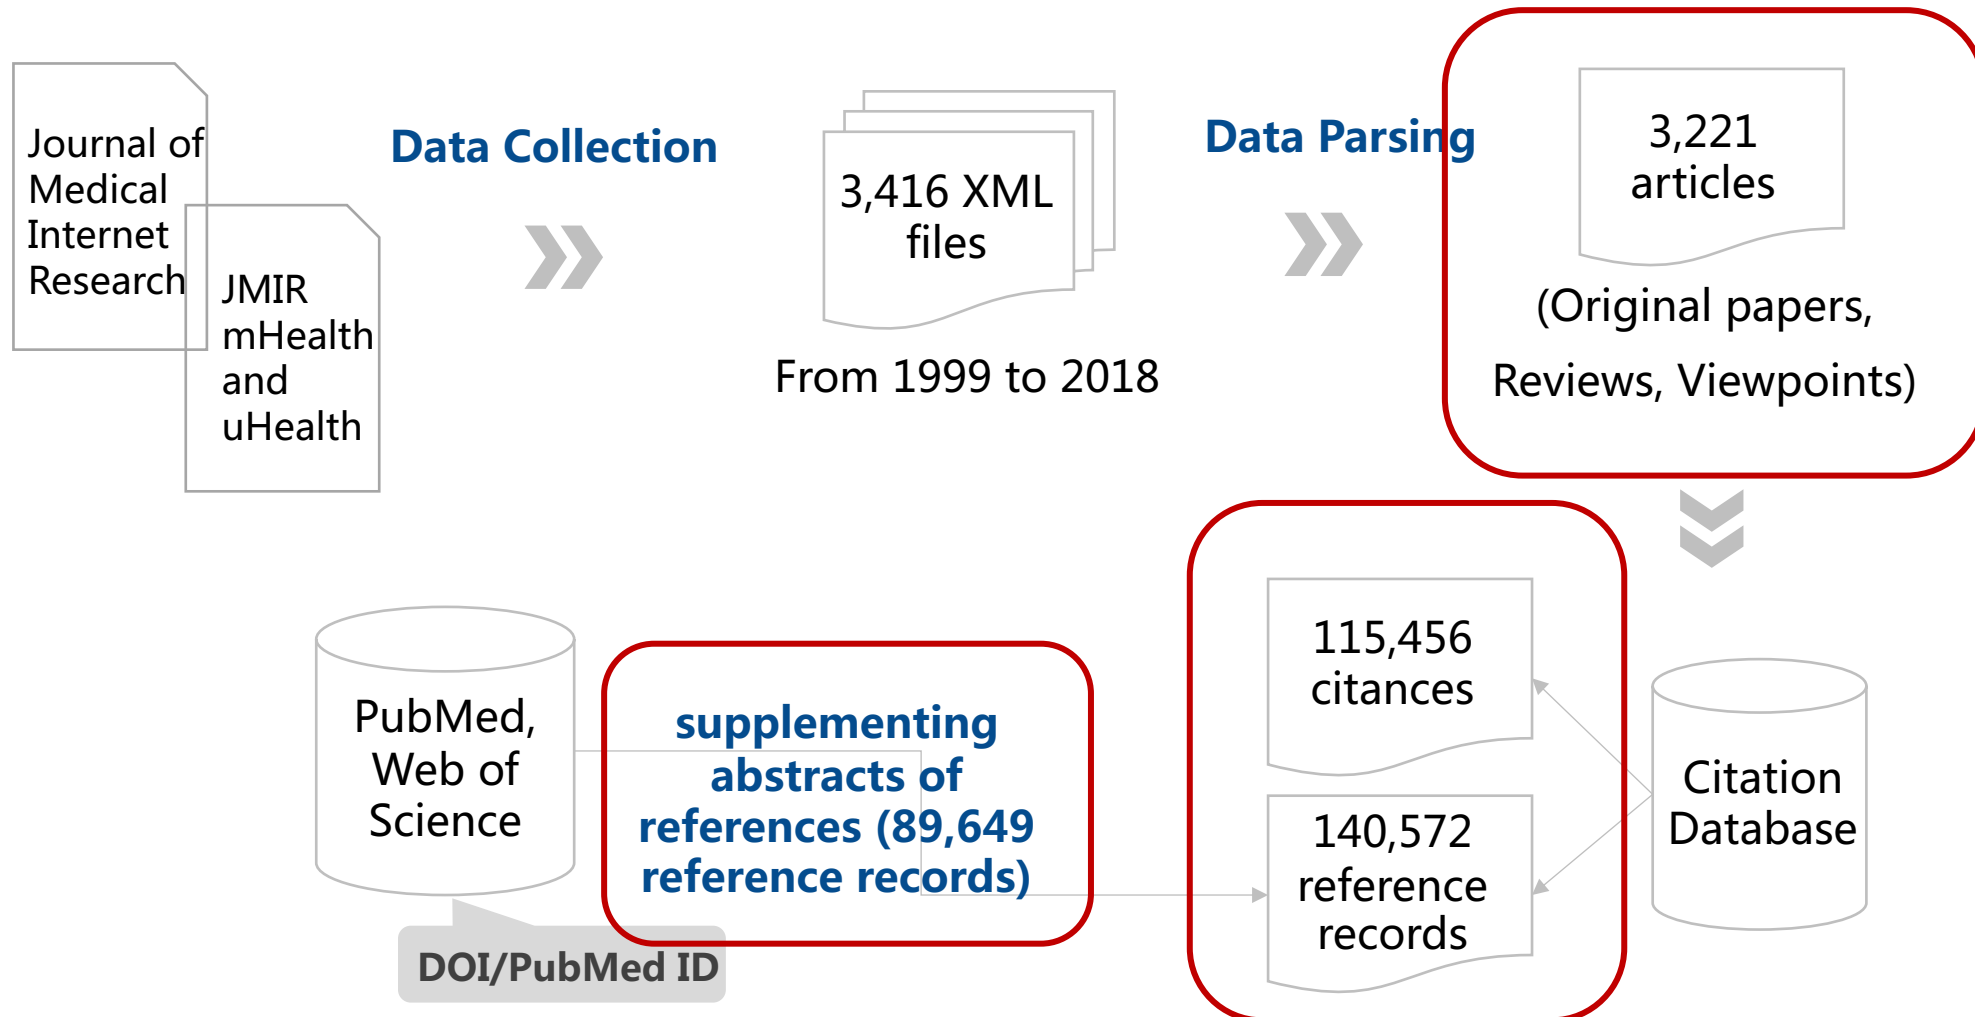 Journal of
Medical
Internet
Research
JMIR
mHealth
and
uHealth
Data Collection
3,416 XML
files
From 1999 to 2018
Data Parsing
3,221
articles
(Original papers,
Reviews, Viewpoints)
PubMed,
Web of
Science
DOI/PubMed ID
supplementing
abstracts of
references (89,649
reference records)
115,456
citances
140,572
reference
records
Citation
Database